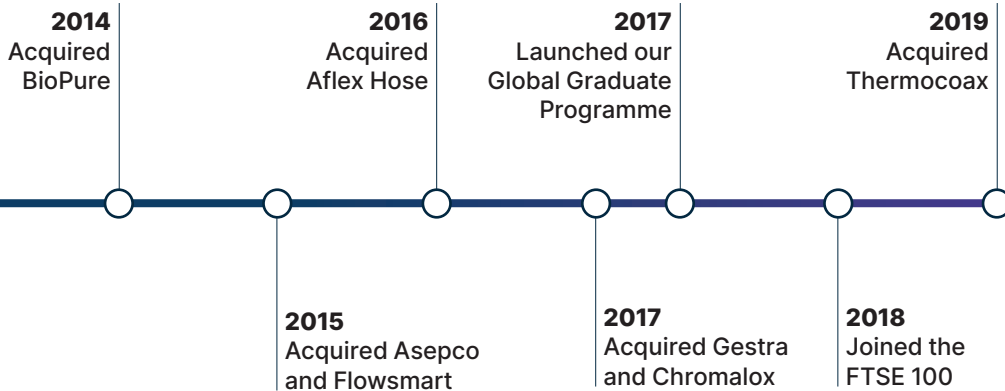 2014
Acquired
BioPure
2015
Acquired Asepco
and Flowsmart
2016
Acquired
Aflex Hose
2017
Acquired Gestra
and Chromalox
2017
Launched our
Global Graduate
Programme
2018
Joined the
FTSE 100
2019
Acquired
Thermocoax